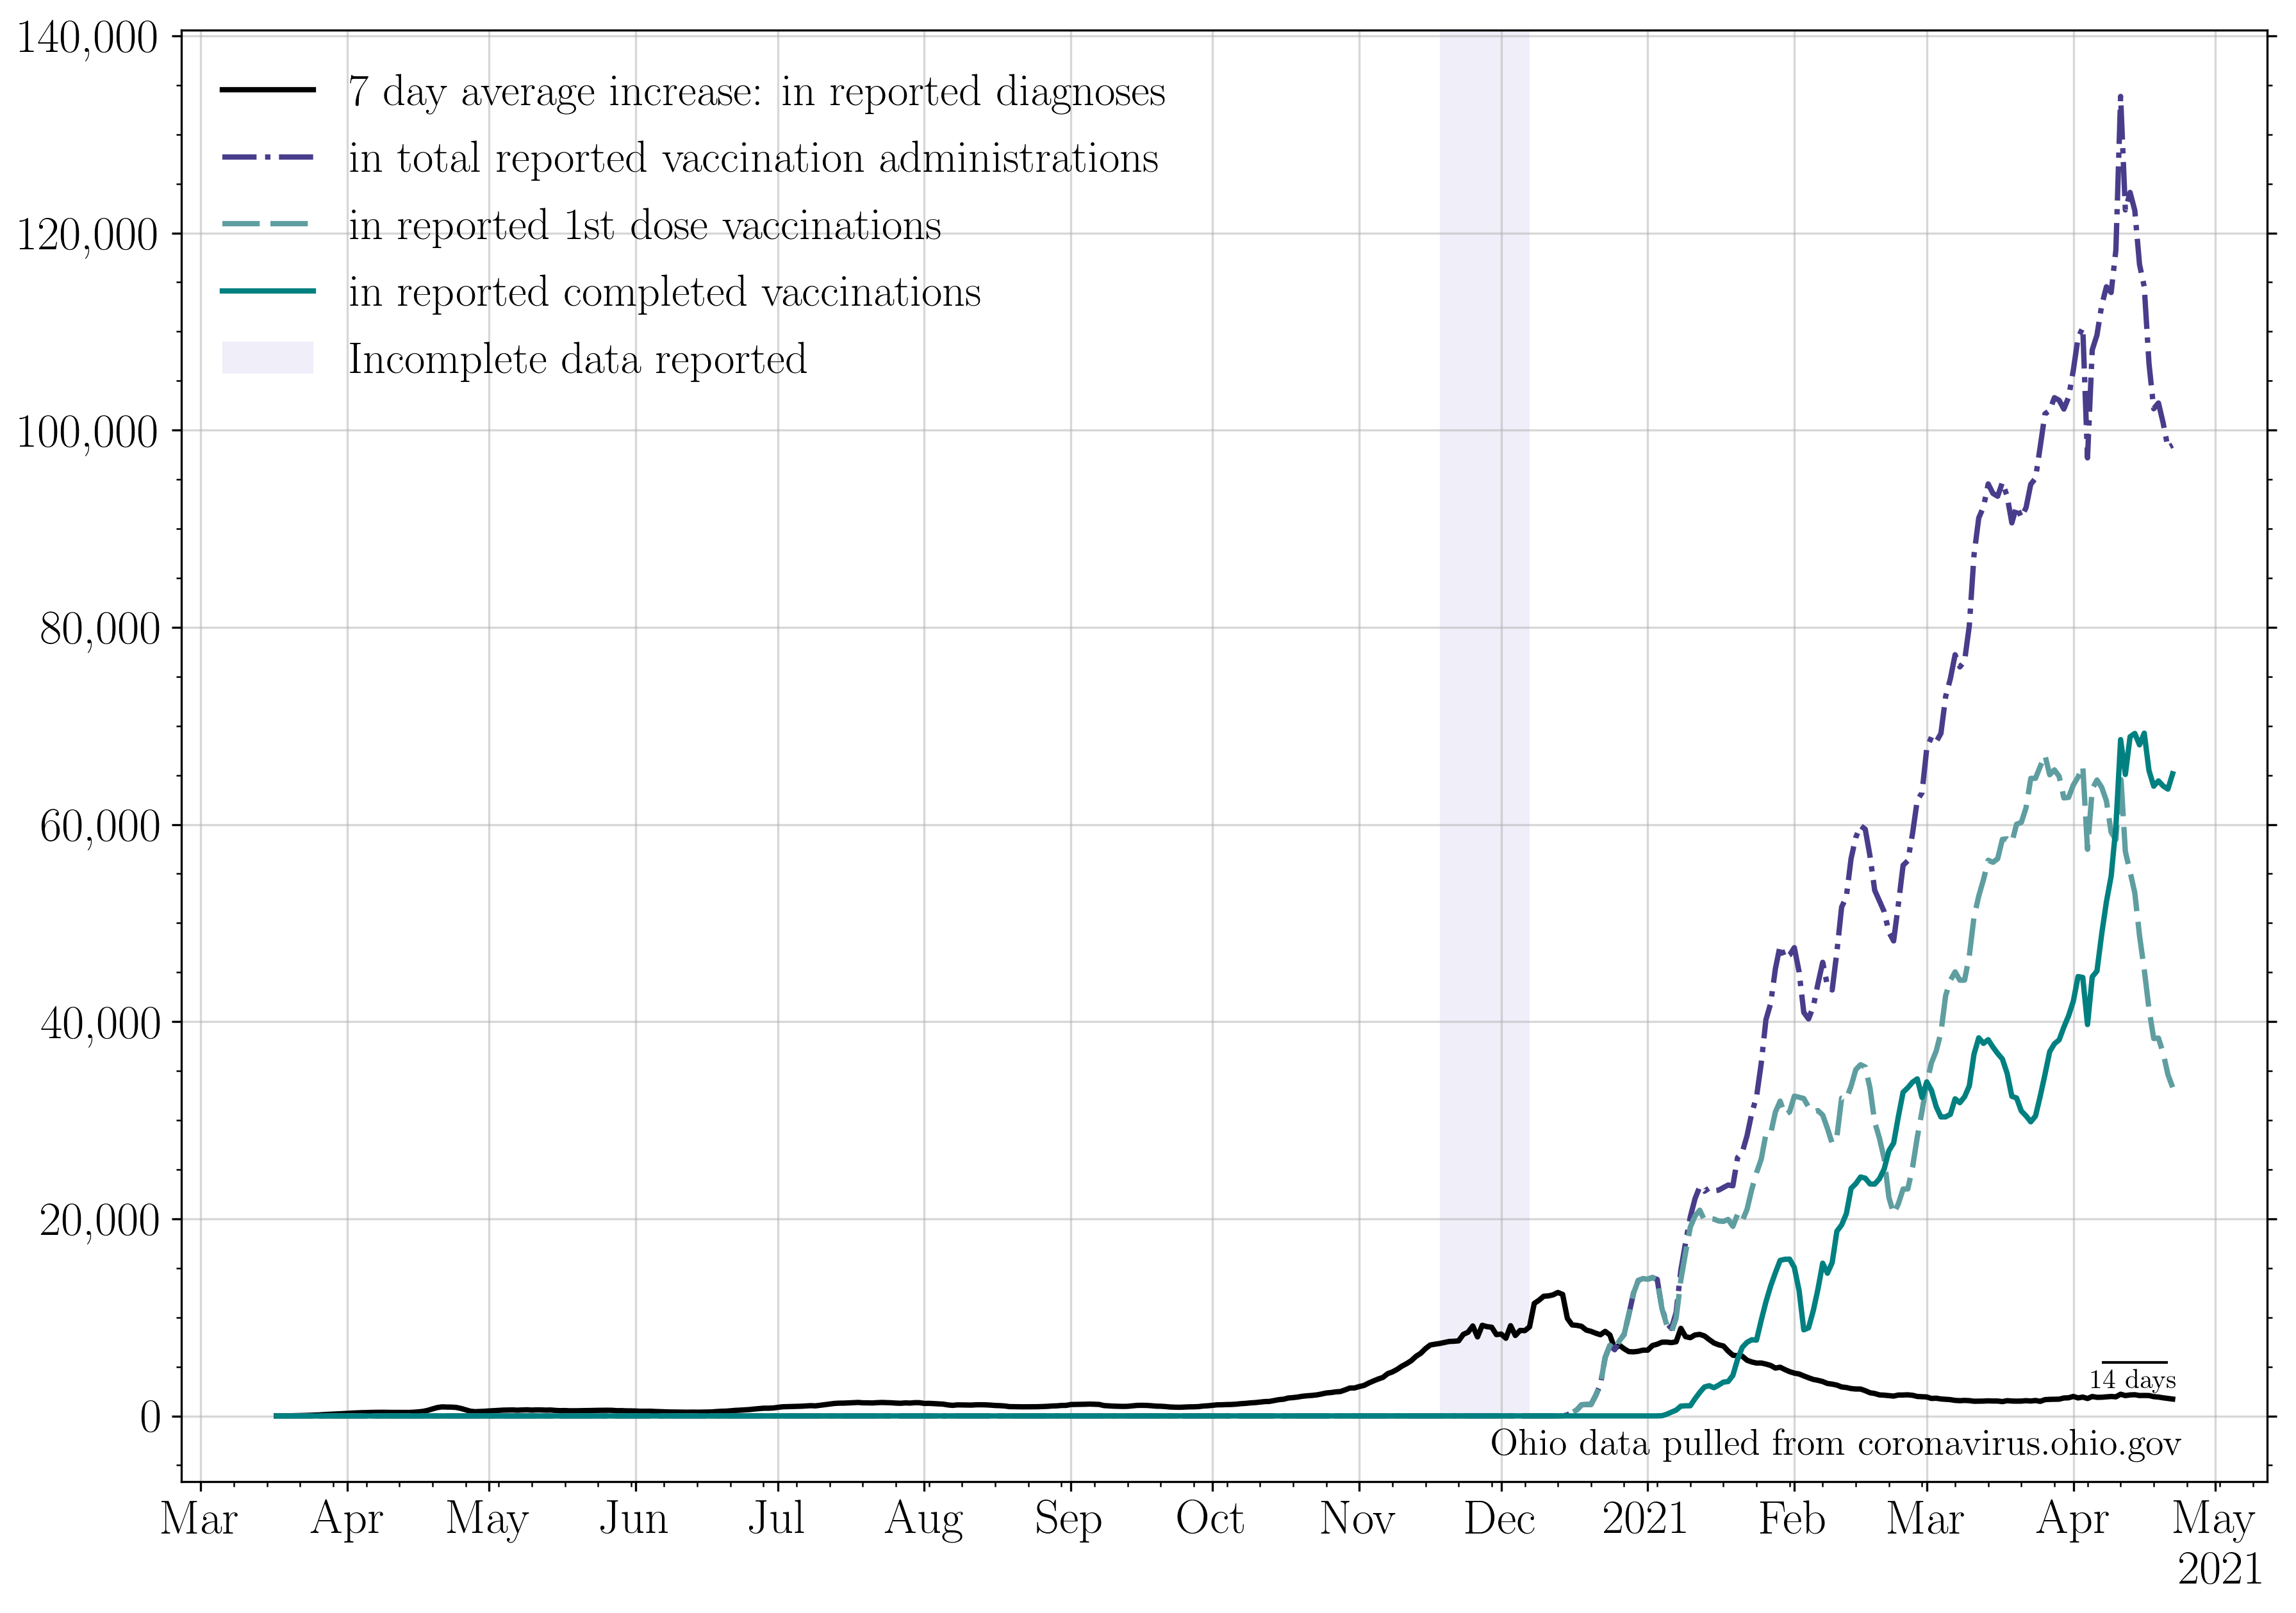 140,000
120,000
100,000
80,000
60,000
40,000
20,000
0
7 day average increase: in reported diagnoses
in total reported vaccination administrations
in reported 1st dose vaccinations
in reported completed vaccinations
Incomplete data reported
14 days
Ohio data pulled from coronavirus.ohio.gov
Mar Apr May Jun Jul Aug Sep Oct Nov Dec 2021 Feb Mar Apr May
2021